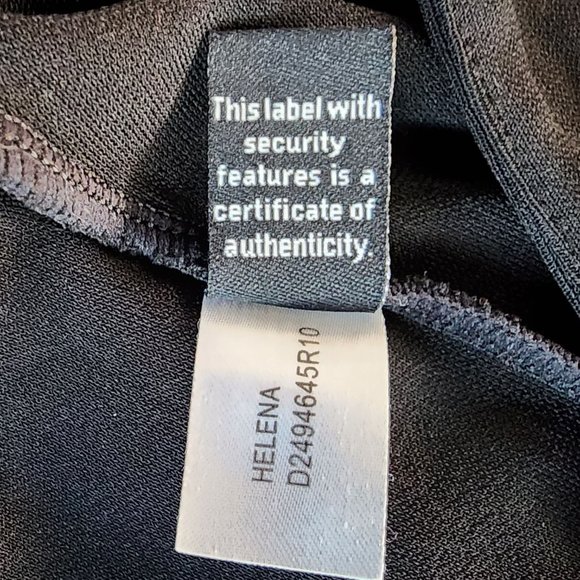 This label with
security
features is a
certificate of
authenticity.
HELENA
D2494645R10